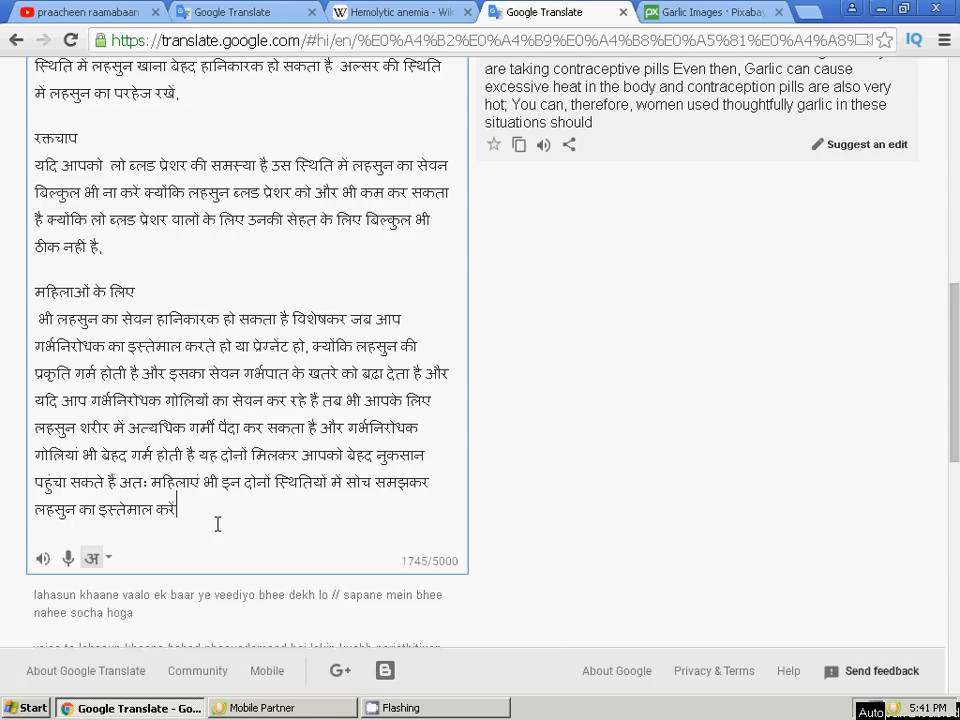 praacheen raamabaan
Google Translate
Hemolytic anemia - Wik
Google Translate
Garlic Images · Pixabay
https://translate.google.com/#hi/en/%E0%A4%B2%E0%A4%B9%E0%A4%B8%E0%A5%81%E0%A4%A8%
स्थिति में लहसुन खाना बेहद हानिकारक हो सकता है अल्सर की स्थिति
में लहसुन का परहेज रखें,
रक्तचाप
यदि आपको लो ब्लड प्रेशर की समस्या है उस स्थिति में लहसुन का सेवन
बिल्कुल भी ना करें क्योंकि लहसुन ब्लड प्रेशर को और भी कम कर सकता
है क्योंकि लो ब्लड प्रेशर वालों के लिए उनकी सेहत के लिए बिल्कुल भी
ठीक नहीं है,
महिलाओं के लिए
भी लहसुन का सेवन हानिकारक हो सकता है विशेषकर जब आप
गर्भनिरोधक का इस्तेमाल करते हो या प्रेग्नेंट हो, क्योंकि लहसुन की
प्रकृति गर्म होती है और इसका सेवन गर्भपात के खतरे को बढ़ा देता है और
यदि आप गर्भनिरोधक गोलियों का सेवन कर रहे हैं तब भी आपके लिए
लहसुन शरीर में अत्यधिक गर्मी पैदा कर सकता है और गर्भनिरोधक
गोलियां भी बेहद गर्म होती है यह दोनों मिलकर आपको बेहद नुकसान
पहुंचा सकते हैं अतः महिलाएं भी इन दोनों स्थितियों में सोच समझकर
लहसुन का इस्तेमाल करें
अ
1745/5000
are taking contraceptive pills Even then, Garlic can cause
excessive heat in the body and contraception pills are also very
hot; You can, therefore, women used thoughtfully garlic in these
situations should
Suggest an edit
lahasun khaane vaalo ek baar ye veediyo bhee dekh lo // sapane mein bhee
nahee socha hoga
About Google Translate Community Mobile G+ About Google Privacy & Terms Help Send feedback
Start Google Translate - Go... Mobile Partner Flashing 5:41 PM